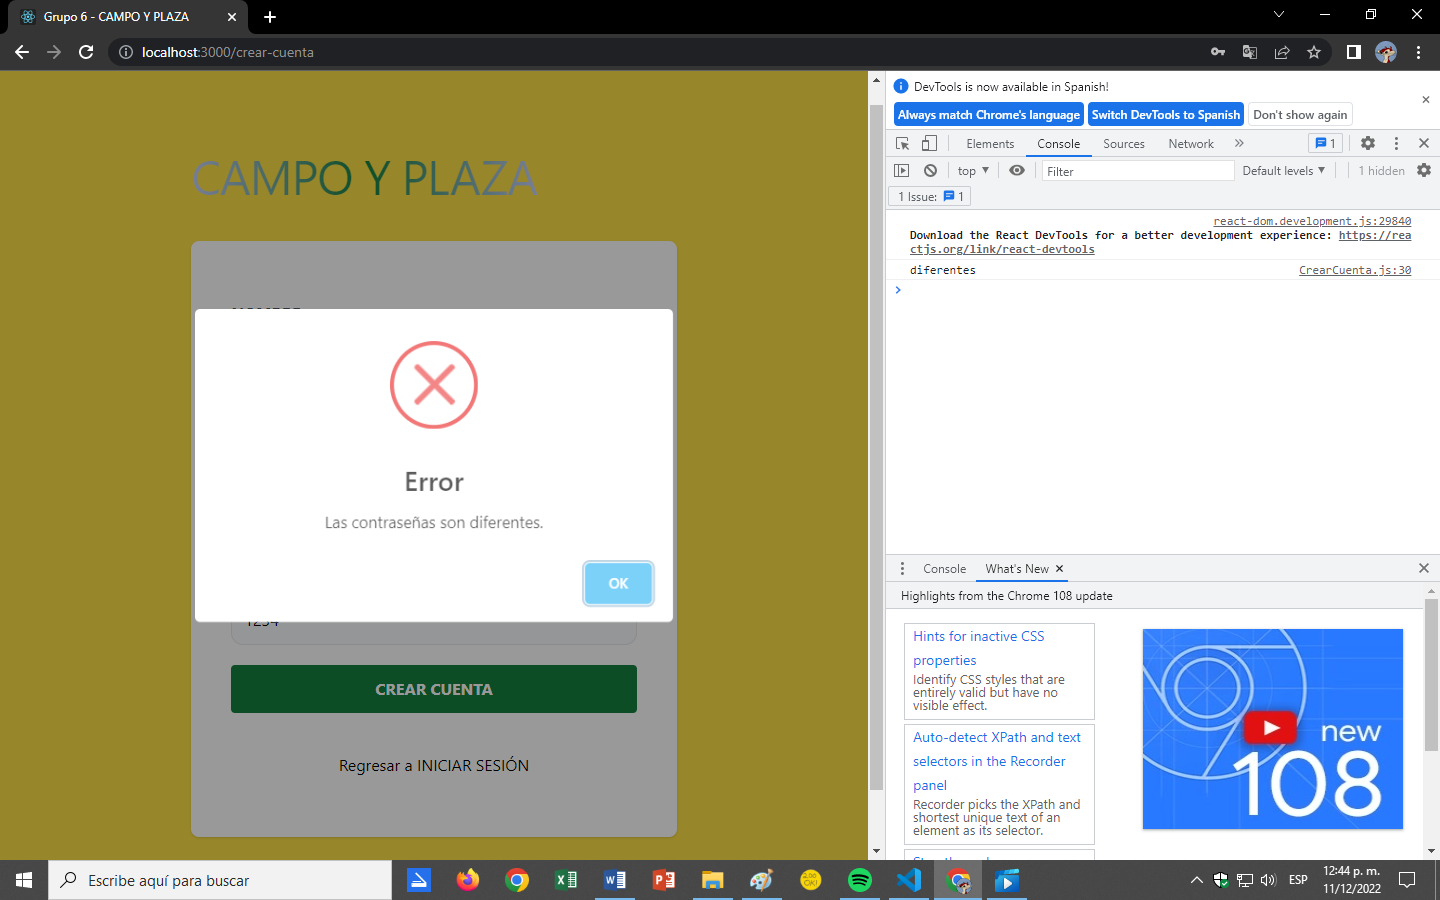 Grupo 6 - CAMPO Y PLAZA
localhost:3000/crear-cuenta
CAMPO Y PLAZA
Error
Las contraseñas son diferentes.
OK
1234
CREAR CUENTA
Regresar a INICIAR SESIÓN
DevTools is now available in Spanish!
Always match Chrome's language
Switch DevTools to Spanish
Don't show again
Elements
Console
Sources
Network
1
top
Filter
Default levels
1 hidden
1 Issue:
1
react-dom.development.js:29840
Download the React DevTools for a better development experience: https://rea
ctjs.org/link/react-devtools
diferentes
CrearCuenta.js:30
Console
What's New
Highlights from the Chrome 108 update
Hints for inactive CSS
properties
Identify CSS styles that are
entirely valid but have no
visible effect.
Auto-detect XPath and text
selectors in the Recorder
panel
Recorder picks the XPath and
shortest unique text of an
element as its selector.
new
108
Escribe aquí para buscar
ESP
12:44 p. m.
11/12/2022